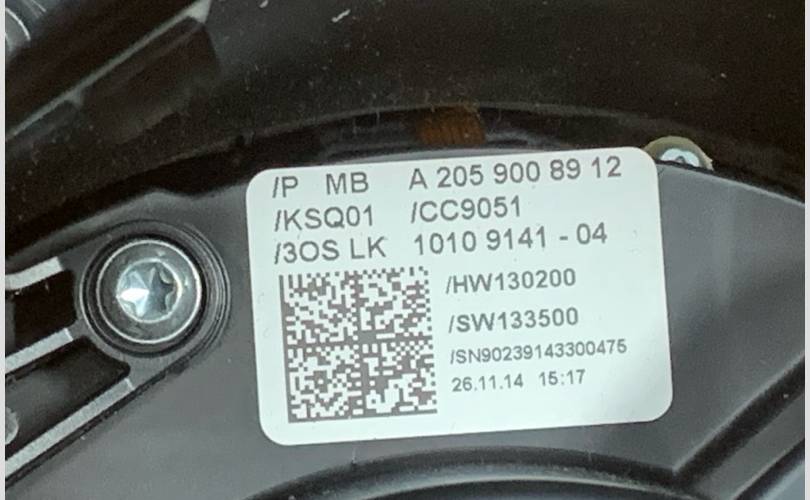 /P MB A 205 900 89 12
/KSQ01 /CC9051
/3OS LK 1010 9141 - 04
/HW130200
/SW133500
/SN90239143300475
26.11.14 15:17